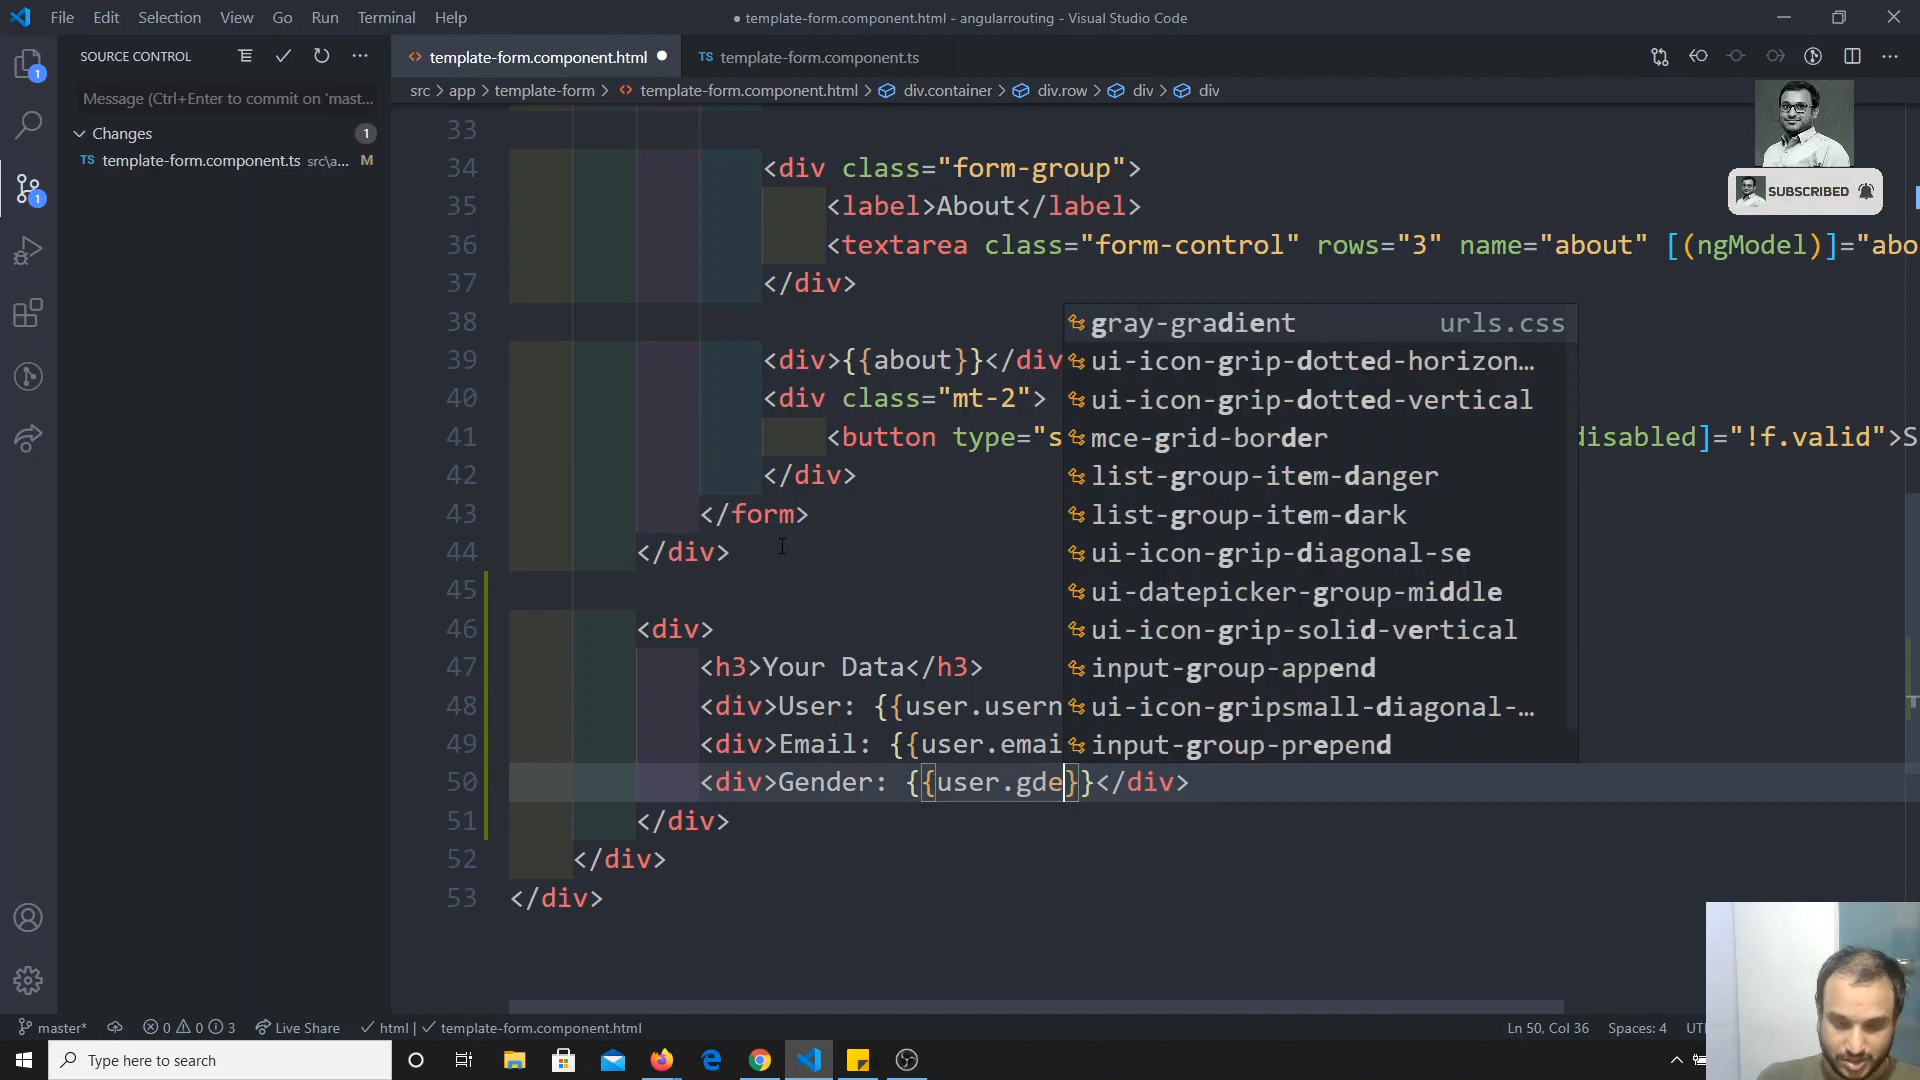 File Edit Selection View Go Run Terminal Help
● template-form.component.html - angularrouting - Visual Studio Code
SOURCE CONTROL
Message (Ctrl+Enter to commit on 'mast...
Changes 1
TS template-form.component.ts src\a... M
template-form.component.html
TS template-form.component.ts
src > app > template-form > template-form.component.html > div.container > div.row > div > div
SUBSCRIBED
33
34 <div class="form-group">
35 <label>About</label>
36 <textarea class="form-control" rows="3" name="about" [(ngModel)]="abo
37 </div>
38
39 <div>{{about}}</div
40 <div class="mt-2">
41 <button type="s disabled]="!f.valid">S
42 </div>
43 </form>
44 </div>
45
46 <div>
47 <h3>Your Data</h3>
48 <div>User: {{user.usern
49 <div>Email: {{user.emai
50 <div>Gender: {{user.gde}}</div>
51 </div>
52 </div>
53 </div>
gray-gradient urls.css
ui-icon-grip-dotted-horizon...
ui-icon-grip-dotted-vertical
mce-grid-border
list-group-item-danger
list-group-item-dark
ui-icon-grip-diagonal-se
ui-datepicker-group-middle
ui-icon-grip-solid-vertical
input-group-append
ui-icon-gripsmall-diagonal-...
input-group-prepend
1
1
master* 0 0 3 Live Share html | template-form.component.html
Ln 50, Col 36 Spaces: 4 UT
Type here to search